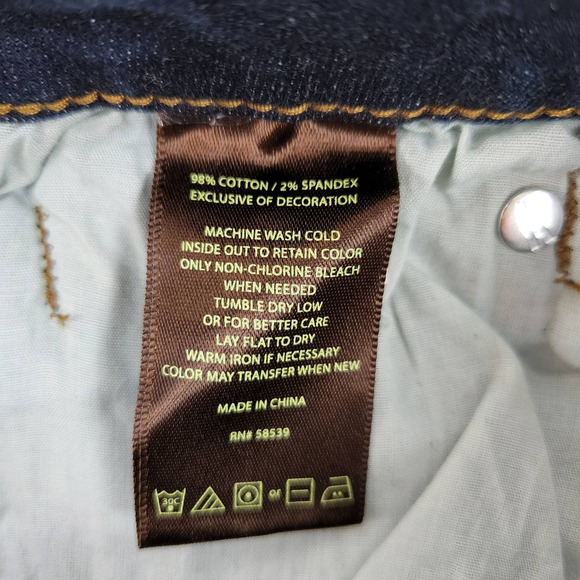 98% COTTON / 2% SPANDEX
EXCLUSIVE OF DECORATION
MACHINE WASH COLD
INSIDE OUT TO RETAIN COLOR
ONLY NON-CHLORINE BLEACH
WHEN NEEDED
TUMBLE DRY LOW
OR FOR BETTER CARE
LAY FLAT TO DRY
WARM IRON IF NECESSARY
COLOR MAY TRANSFER WHEN NEW
MADE IN CHINA
RN# 58539
30C or